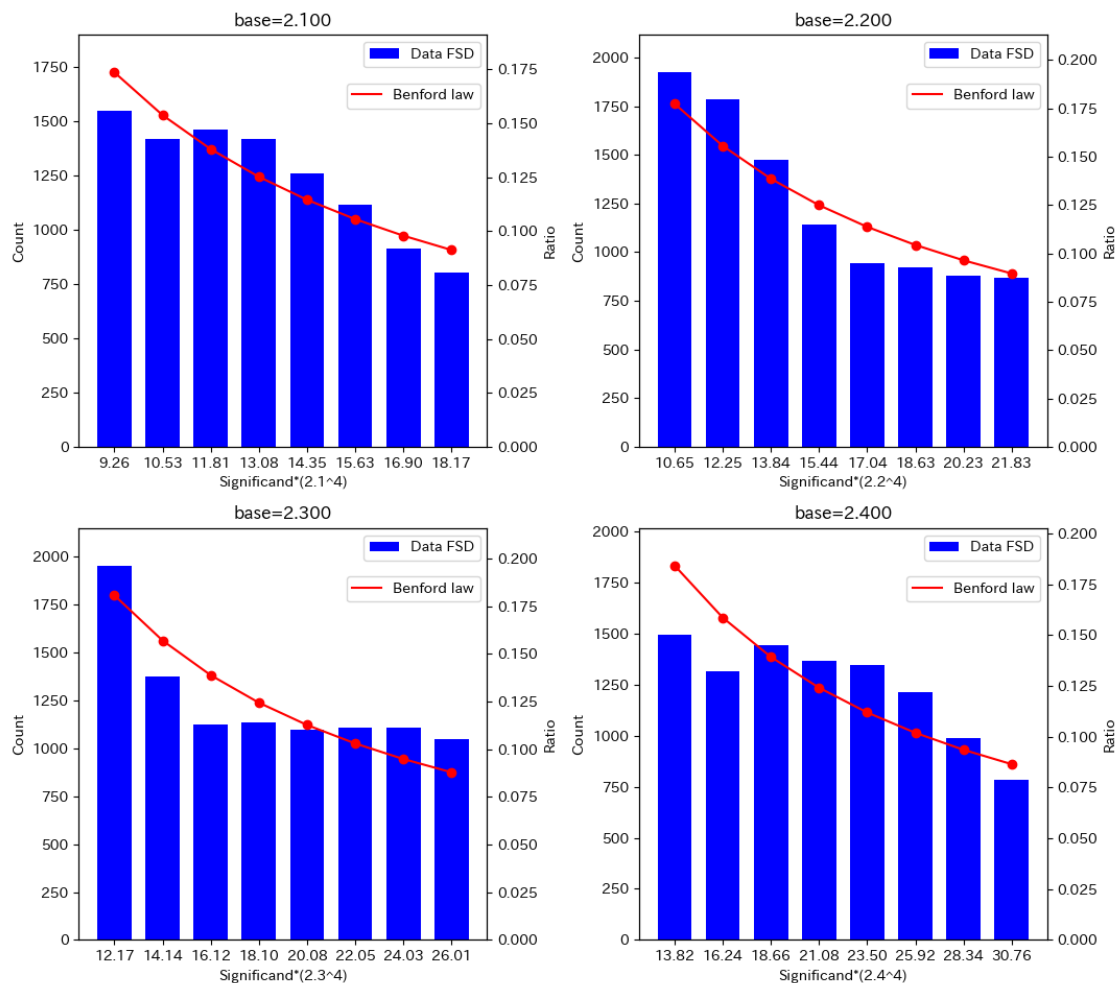 base=2.100
Data FSD
Benford law
Count
1750
1500
1250
1000
750
500
250
0
Ratio
0.175
0.150
0.125
0.100
0.075
0.050
0.025
0.000
9.26 10.53 11.81 13.08 14.35 15.63 16.90 18.17
Significand*(2.1^4)
base=2.200
Data FSD
Benford law
Count
2000
1750
1500
1250
1000
750
500
250
0
Ratio
0.200
0.175
0.150
0.125
0.100
0.075
0.050
0.025
0.000
10.65 12.25 13.84 15.44 17.04 18.63 20.23 21.83
Significand*(2.2^4)
base=2.300
Data FSD
Benford law
Count
2000
1750
1500
1250
1000
750
500
250
0
Ratio
0.200
0.175
0.150
0.125
0.100
0.075
0.050
0.025
0.000
12.17 14.14 16.12 18.10 20.08 22.05 24.03 26.01
Significand*(2.3^4)
base=2.400
Data FSD
Benford law
Count
2000
1750
1500
1250
1000
750
500
250
0
Ratio
0.200
0.175
0.150
0.125
0.100
0.075
0.050
0.025
0.000
13.82 16.24 18.66 21.08 23.50 25.92 28.34 30.76
Significand*(2.4^4)